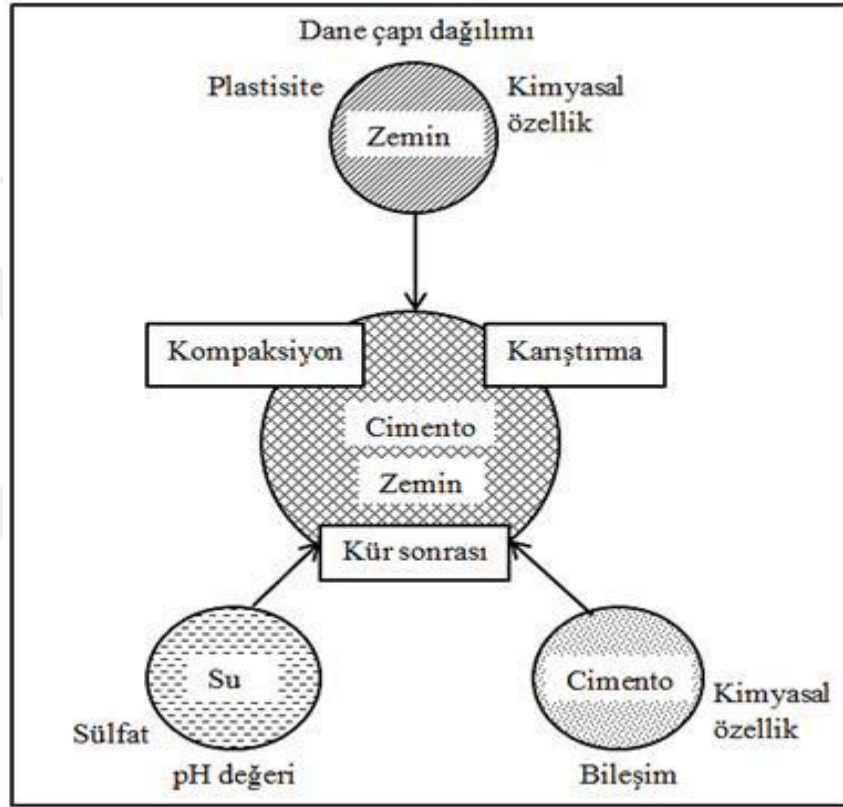 Dane çapı dağılımı
Plastisite
Kimyasal
özellik
Zemin
Kompaksiyon
Karıştırma
Cimento
Zemin
Kür sonrası
Su
Cimento
Sülfat
Kimyasal
özellik
pH değeri
Bileşim